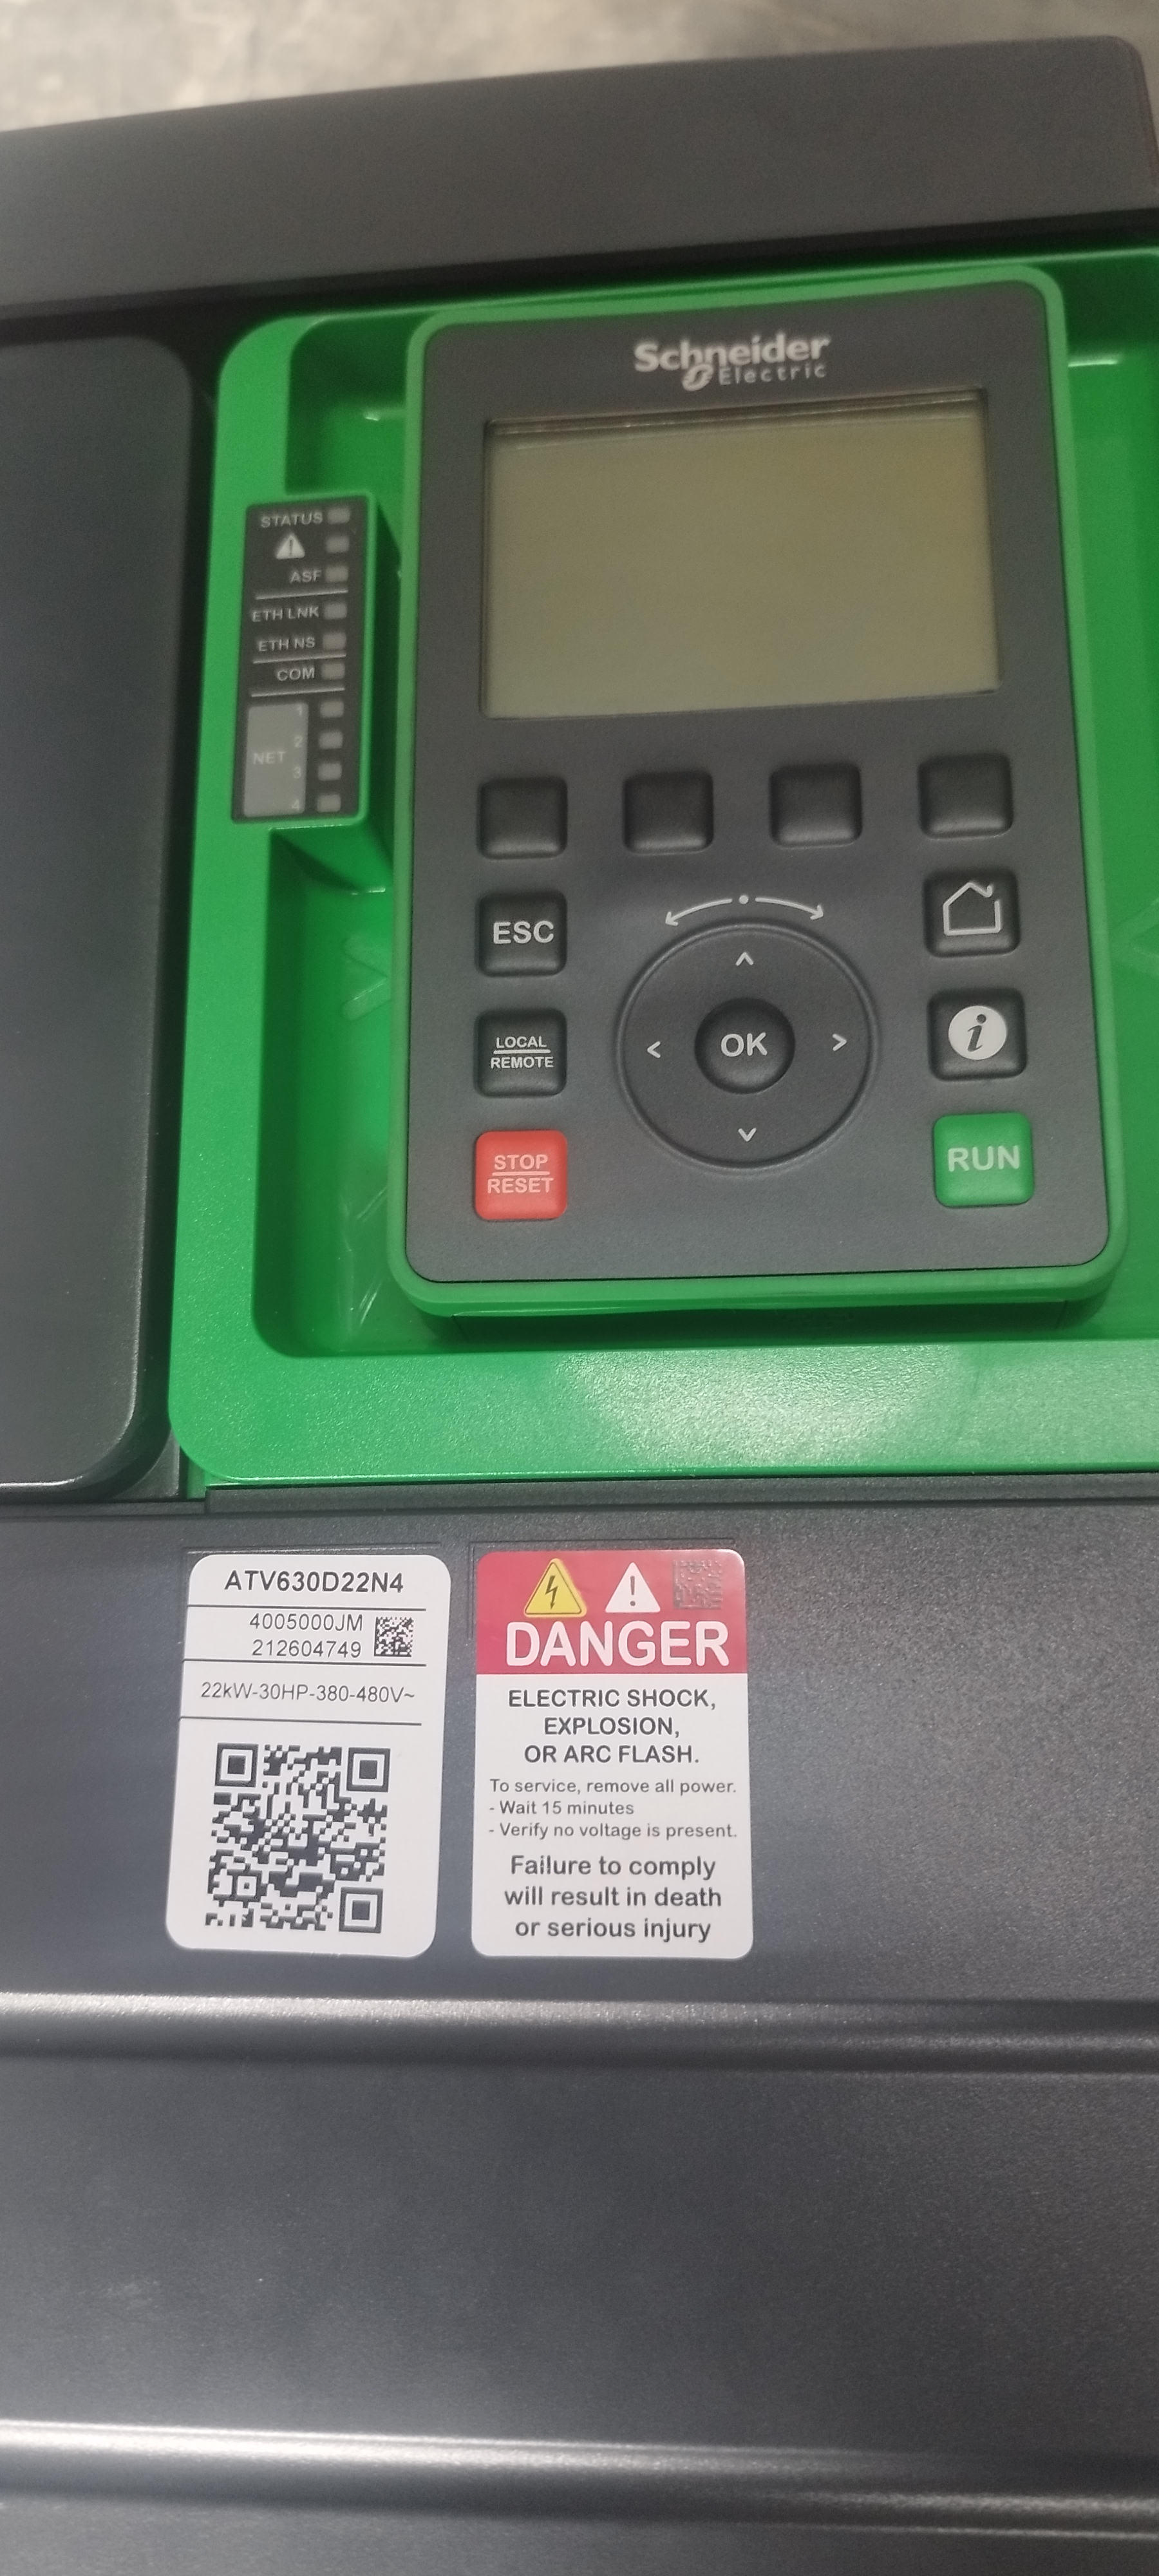 Schneider
Electric
STATUS
ASF
ETH LNK
ETH NS
COM
NET
1
2
3
4
ESC
LOCAL
REMOTE
STOP
RESET
OK
i
RUN
ATV630D22N4
4005000JM
212604749
22kW-30HP-380-480V~
DANGER
ELECTRIC SHOCK,
EXPLOSION,
OR ARC FLASH.
To service, remove all power.
- Wait 15 minutes
- Verify no voltage is present.
Failure to comply
will result in death
or serious injury